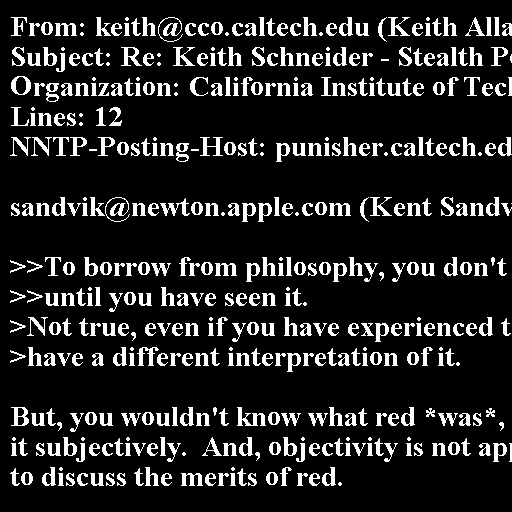 From: keith@cco.caltech.edu (Keith Alla
Subject: Re: Keith Schneider - Stealth P
Organization: California Institute of Tec
Lines: 12
NNTP-Posting-Host: punisher.caltech.ed
sandvik@newton.apple.com (Kent Sandv
>>To borrow from philosophy, you don't
>>until you have seen it.
>Not true, even if you have experienced t
>have a different interpretation of it.
But, you wouldn't know what red *was*,
it subjectively.  And, objectivity is not ap
to discuss the merits of red.